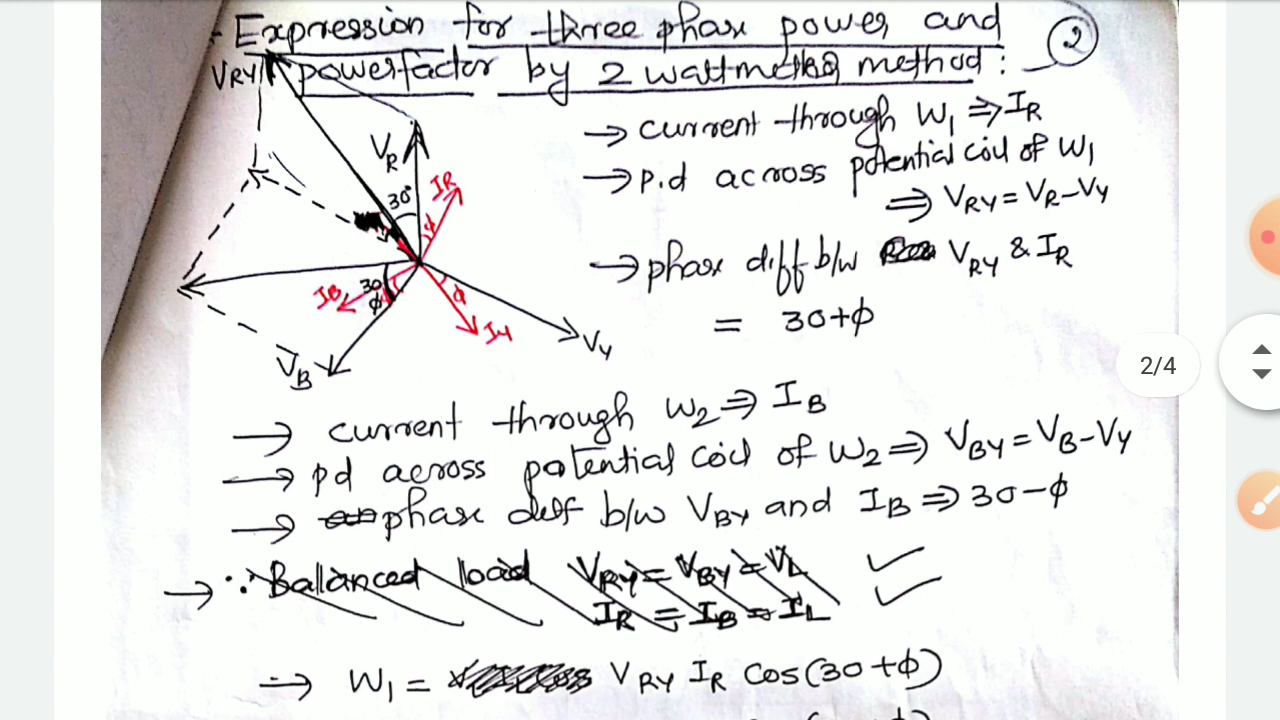 Expression for three phase power and
powerfactor by 2 wattmeter method :
2
VRY
VR
30°
IR
φ
→ current through W1 ⇒ IR
→ p.d across potential coil of W1
⇒ VRY = VR - VY
→ phase diff b/w VRY & IR
= 30+φ
30
φ
IB
φ
IY
VY
VB
2/4
→ current through W2 ⇒ IB
→ pd across potential coil of W2 ⇒ VBY = VB - VY
→ phase diff b/w VBY and IB ⇒ 30-φ
→ ∵ Balanced load VRY = VBY = VL
IR = IB = IL
→ W1 = VRY IR Cos(30+φ)